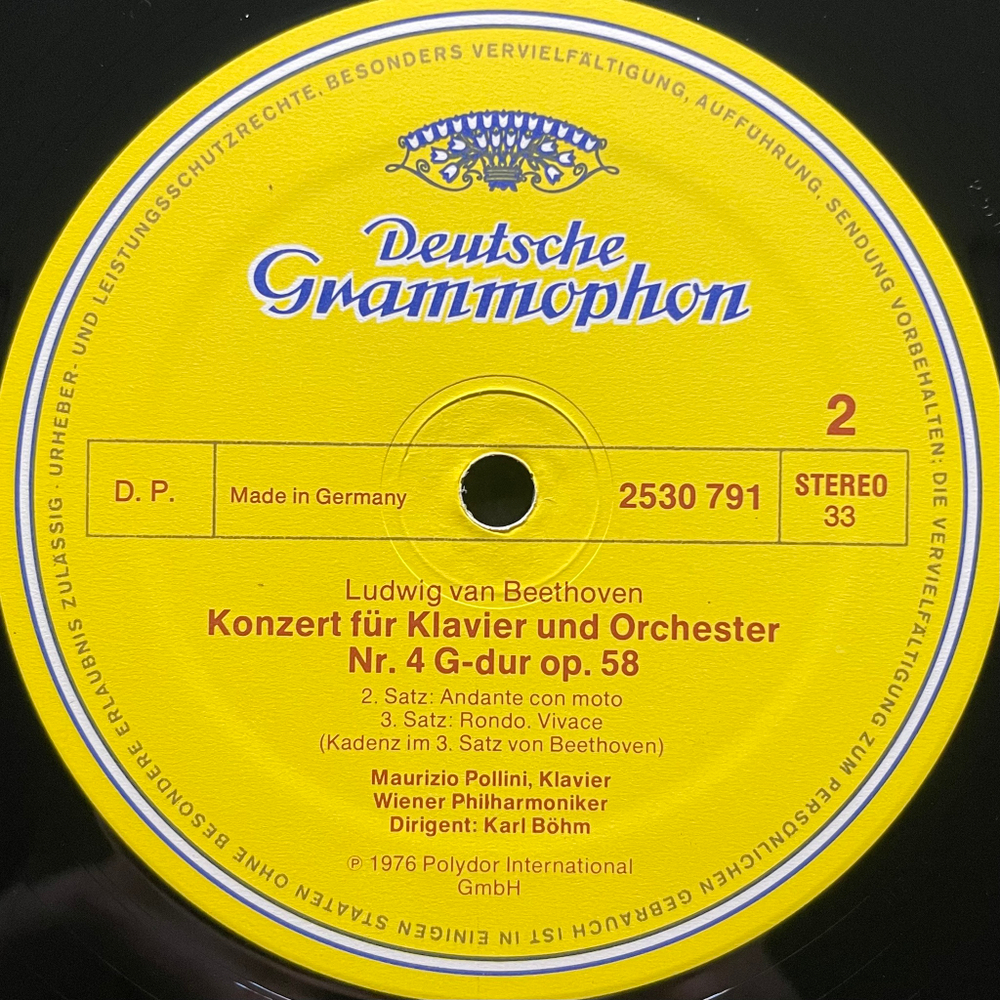 URHEBER- UND LEISTUNGSSCHUTZRECHTE, BESONDERS VERVIELFÄLTIGUNG, AUFFÜHRUNG, SENDUNG VORBEHALTEN; DIE VERVIELFÄLTIGUNG ZUM PERSÖNLICHEN GEBRAUCH IST IN EINIGEN STAATEN OHNE BESONDERE ERLAUBNIS ZULÄSSIG ·
Deutsche
Grammophon
2
D. P.
Made in Germany
2530 791
STEREO
33
Ludwig van Beethoven
Konzert für Klavier und Orchester
Nr. 4 G-dur op. 58
2. Satz: Andante con moto
3. Satz: Rondo. Vivace
(Kadenz im 3. Satz von Beethoven)
Maurizio Pollini, Klavier
Wiener Philharmoniker
Dirigent: Karl Böhm
℗ 1976 Polydor International
GmbH